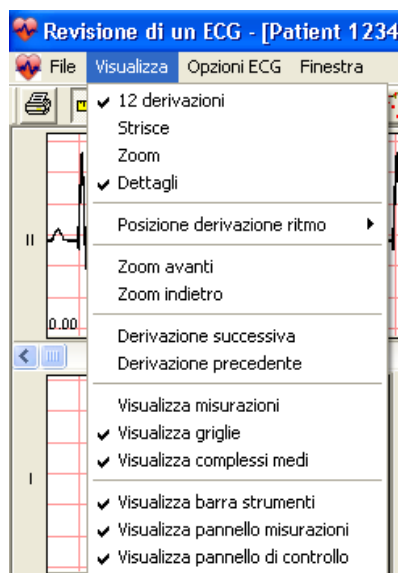 Revisione di un ECG - [Patient 1234
File Visualizza Opzioni ECG Finestra
12 derivazioni
Strisce
Zoom
Dettagli
Posizione derivazione ritmo
II
Zoom avanti
Zoom indietro
0.00
Derivazione successiva
Derivazione precedente
Visualizza misurazioni
Visualizza griglie
Visualizza complessi medi
I
Visualizza barra strumenti
Visualizza pannello misurazioni
Visualizza pannello di controllo